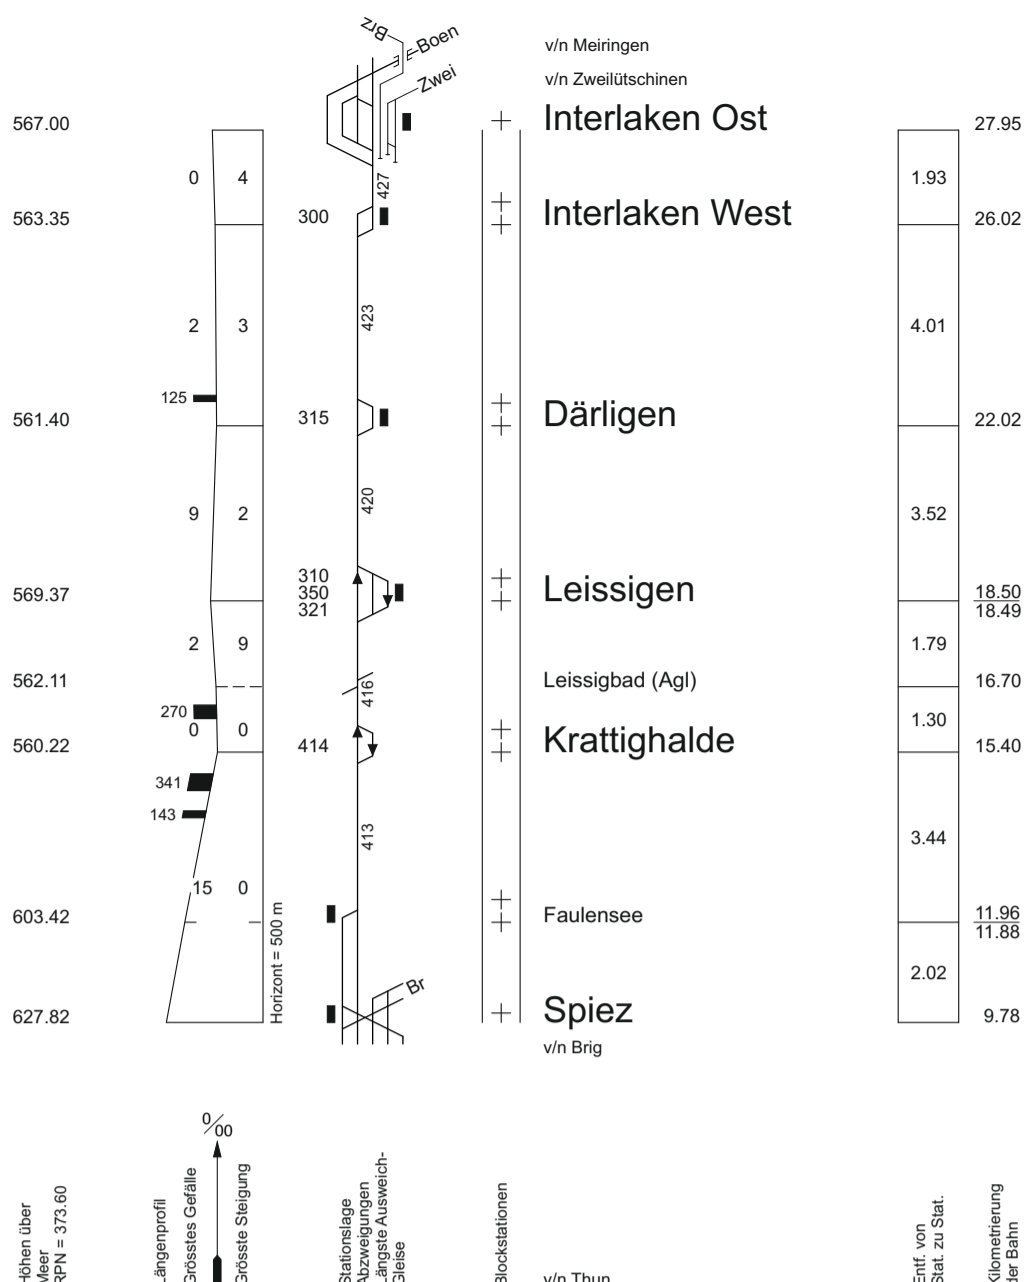 Brz
Boen
v/n Meiringen
Zwei
v/n Zweilütschinen
567.00
Interlaken Ost
27.95
0 4
427
1.93
563.35
300
Interlaken West
26.02
2 3
423
4.01
125
561.40
315
Därligen
22.02
9 2
420
3.52
310
569.37
350
Leissigen
18.50
321
18.49
2 9
1.79
562.11
416
Leissigbad (Agl)
16.70
270
0 0
1.30
560.22
414
Krattighalde
15.40
341
143
413
3.44
15 0
603.42
Faulensee
11.96
11.88
Horizont = 500 m
2.02
Br
627.82
Spiez
9.78
v/n Brig
0/00
Höhen über
Meer
RPN = 373.60
Längenprofil
Grösstes Gefälle
Grösste Steigung
Stationslage
Abzweigungen
Längste Ausweich-
Gleise
Blockstationen
v/n Thun
Entf. von
Stat. zu Stat.
Kilometrierung
der Bahn